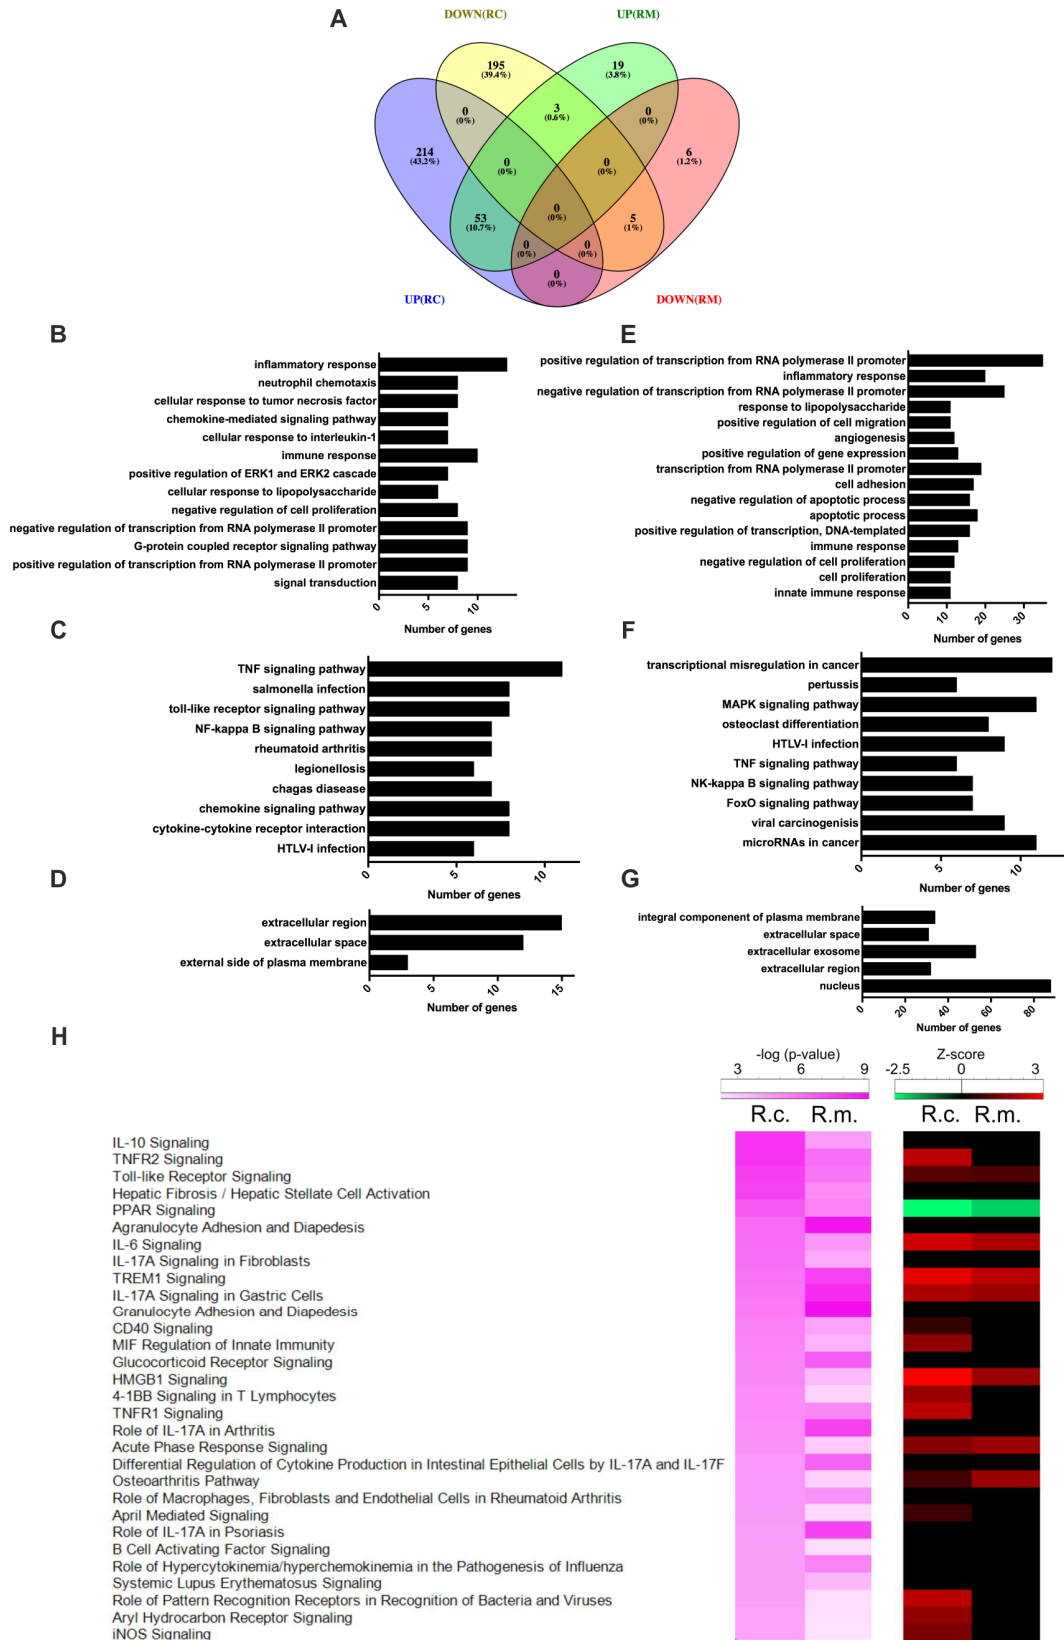 A
DOWN(RC)
UP(RM)
195
(39.4%)
19
(3.8%)
0
(0%)
3
(0.6%)
0
(0%)
214
(43.2%)
0
(0%)
0
(0%)
6
(1.2%)
0
(0%)
53
(10.7%)
5
(1%)
0
(0%)
0
(0%)
0
(0%)
UP(RC)
DOWN(RM)
B
inflammatory response
neutrophil chemotaxis
cellular response to tumor necrosis factor
chemokine-mediated signaling pathway
cellular response to interleukin-1
immune response
positive regulation of ERK1 and ERK2 cascade
cellular response to lipopolysaccharide
negative regulation of cell proliferation
negative regulation of transcription from RNA polymerase II promoter
G-protein coupled receptor signaling pathway
positive regulation of transcription from RNA polymerase II promoter
signal transduction
0 5 10
Number of genes
E
positive regulation of transcription from RNA polymerase II promoter
inflammatory response
negative regulation of transcription from RNA polymerase II promoter
response to lipopolysaccharide
positive regulation of cell migration
angiogenesis
positive regulation of gene expression
transcription from RNA polymerase II promoter
cell adhesion
negative regulation of apoptotic process
apoptotic process
positive regulation of transcription, DNA-templated
immune response
negative regulation of cell proliferation
cell proliferation
innate immune response
0 10 20 30
Number of genes
C
TNF signaling pathway
salmonella infection
toll-like receptor signaling pathway
NF-kappa B signaling pathway
rheumatoid arthritis
legionellosis
chagas diasease
chemokine signaling pathway
cytokine-cytokine receptor interaction
HTLV-I infection
0 5 10
Number of genes
F
transcriptional misregulation in cancer
pertussis
MAPK signaling pathway
osteoclast differentiation
HTLV-I infection
TNF signaling pathway
NK-kappa B signaling pathway
FoxO signaling pathway
viral carcinogenisis
microRNAs in cancer
0 5 10
Number of genes
D
extracellular region
extracellular space
external side of plasma membrane
0 5 10 15
Number of genes
G
integral componenent of plasma membrane
extracellular space
extracellular exosome
extracellular region
nucleus
0 20 40 60 80
Number of genes
H
-log (p-value)
3 6 9
R.c. R.m.
Z-score
-2.5 0 3
R.c. R.m.
IL-10 Signaling
TNFR2 Signaling
Toll-like Receptor Signaling
Hepatic Fibrosis / Hepatic Stellate Cell Activation
PPAR Signaling
Agranulocyte Adhesion and Diapedesis
IL-6 Signaling
IL-17A Signaling in Fibroblasts
TREM1 Signaling
IL-17A Signaling in Gastric Cells
Granulocyte Adhesion and Diapedesis
CD40 Signaling
MIF Regulation of Innate Immunity
Glucocorticoid Receptor Signaling
HMGB1 Signaling
4-1BB Signaling in T Lymphocytes
TNFR1 Signaling
Role of IL-17A in Arthritis
Acute Phase Response Signaling
Differential Regulation of Cytokine Production in Intestinal Epithelial Cells by IL-17A and IL-17F
Osteoarthritis Pathway
Role of Macrophages, Fibroblasts and Endothelial Cells in Rheumatoid Arthritis
April Mediated Signaling
Role of IL-17A in Psoriasis
B Cell Activating Factor Signaling
Role of Hypercytokinemia/hyperchemokinemia in the Pathogenesis of Influenza
Systemic Lupus Erythematosus Signaling
Role of Pattern Recognition Receptors in Recognition of Bacteria and Viruses
Aryl Hydrocarbon Receptor Signaling
iNOS Signaling